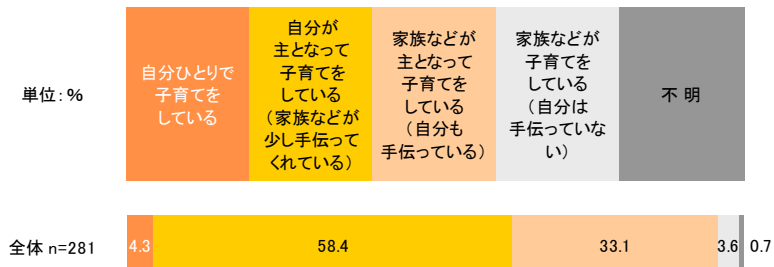 単位：％
自分ひとりで
子育てを
している
自分が
主となって
子育てを
している
（家族などが
少し手伝って
くれている）
家族などが
主となって
子育てを
している
（自分も
手伝っている）
家族などが
子育てを
している
（自分は
手伝っていな
い）
不 明
全体 n=281
4.3
58.4
33.1
3.6
0.7